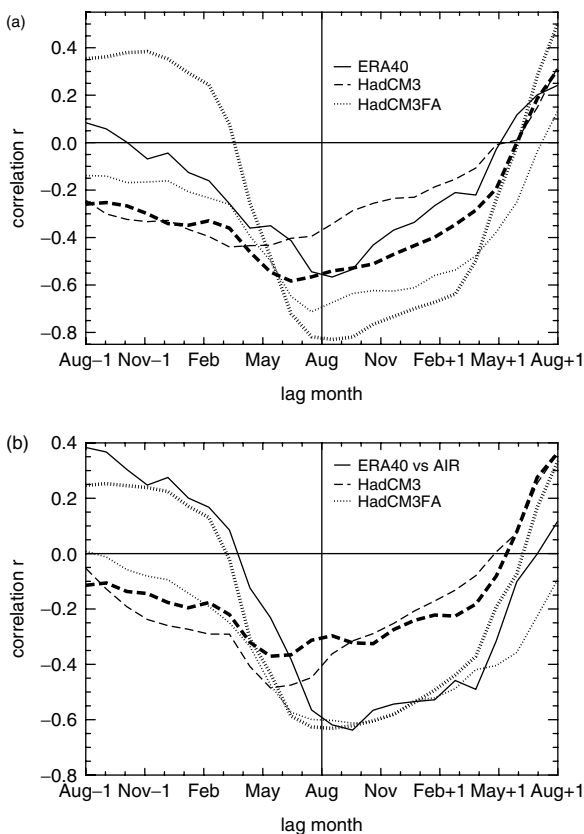 (a)
0.4
0.2
0.0
−0.2
−0.4
−0.6
−0.8
correlation r
ERA40
HadCM3
HadCM3FA
Aug−1 Nov−1 Feb May Aug Nov Feb+1 May+1 Aug+1
lag month
(b)
0.4
0.2
0.0
−0.2
−0.4
−0.6
−0.8
correlation r
ERA40 vs AIR
HadCM3
HadCM3FA
Aug−1 Nov−1 Feb May Aug Nov Feb+1 May+1 Aug+1
lag month